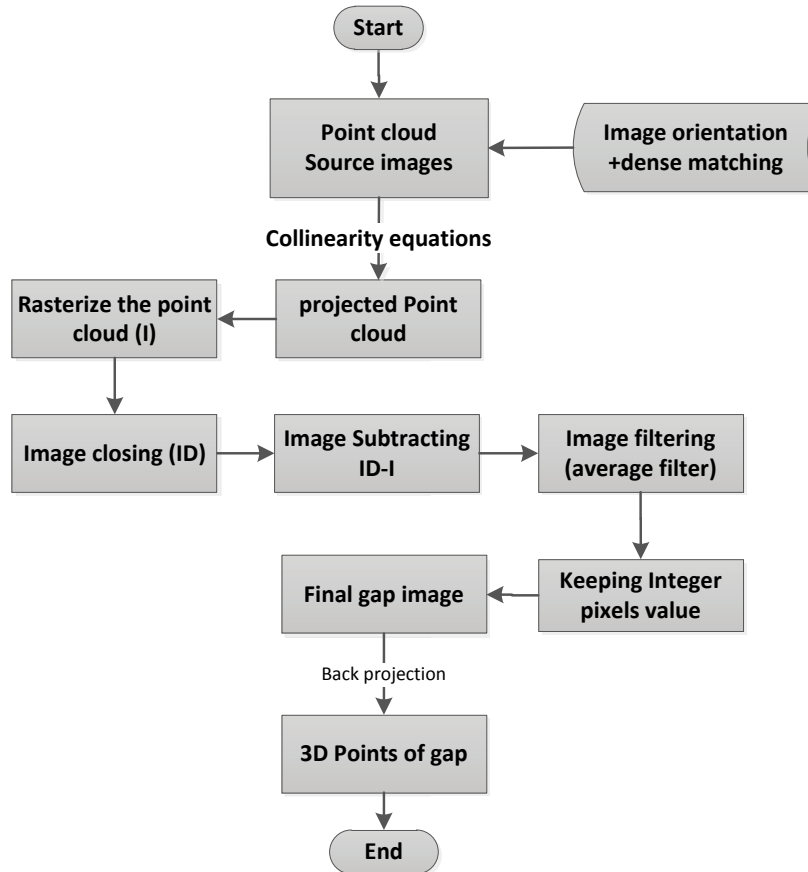 Start
Point cloud
Source images
Image orientation
+dense matching
Collinearity equations
Rasterize the point
cloud (I)
projected Point
cloud
Image closing (ID)
Image Subtracting
ID-I
Image filtering
(average filter)
Final gap image
Keeping Integer
pixels value
Back projection
3D Points of gap
End